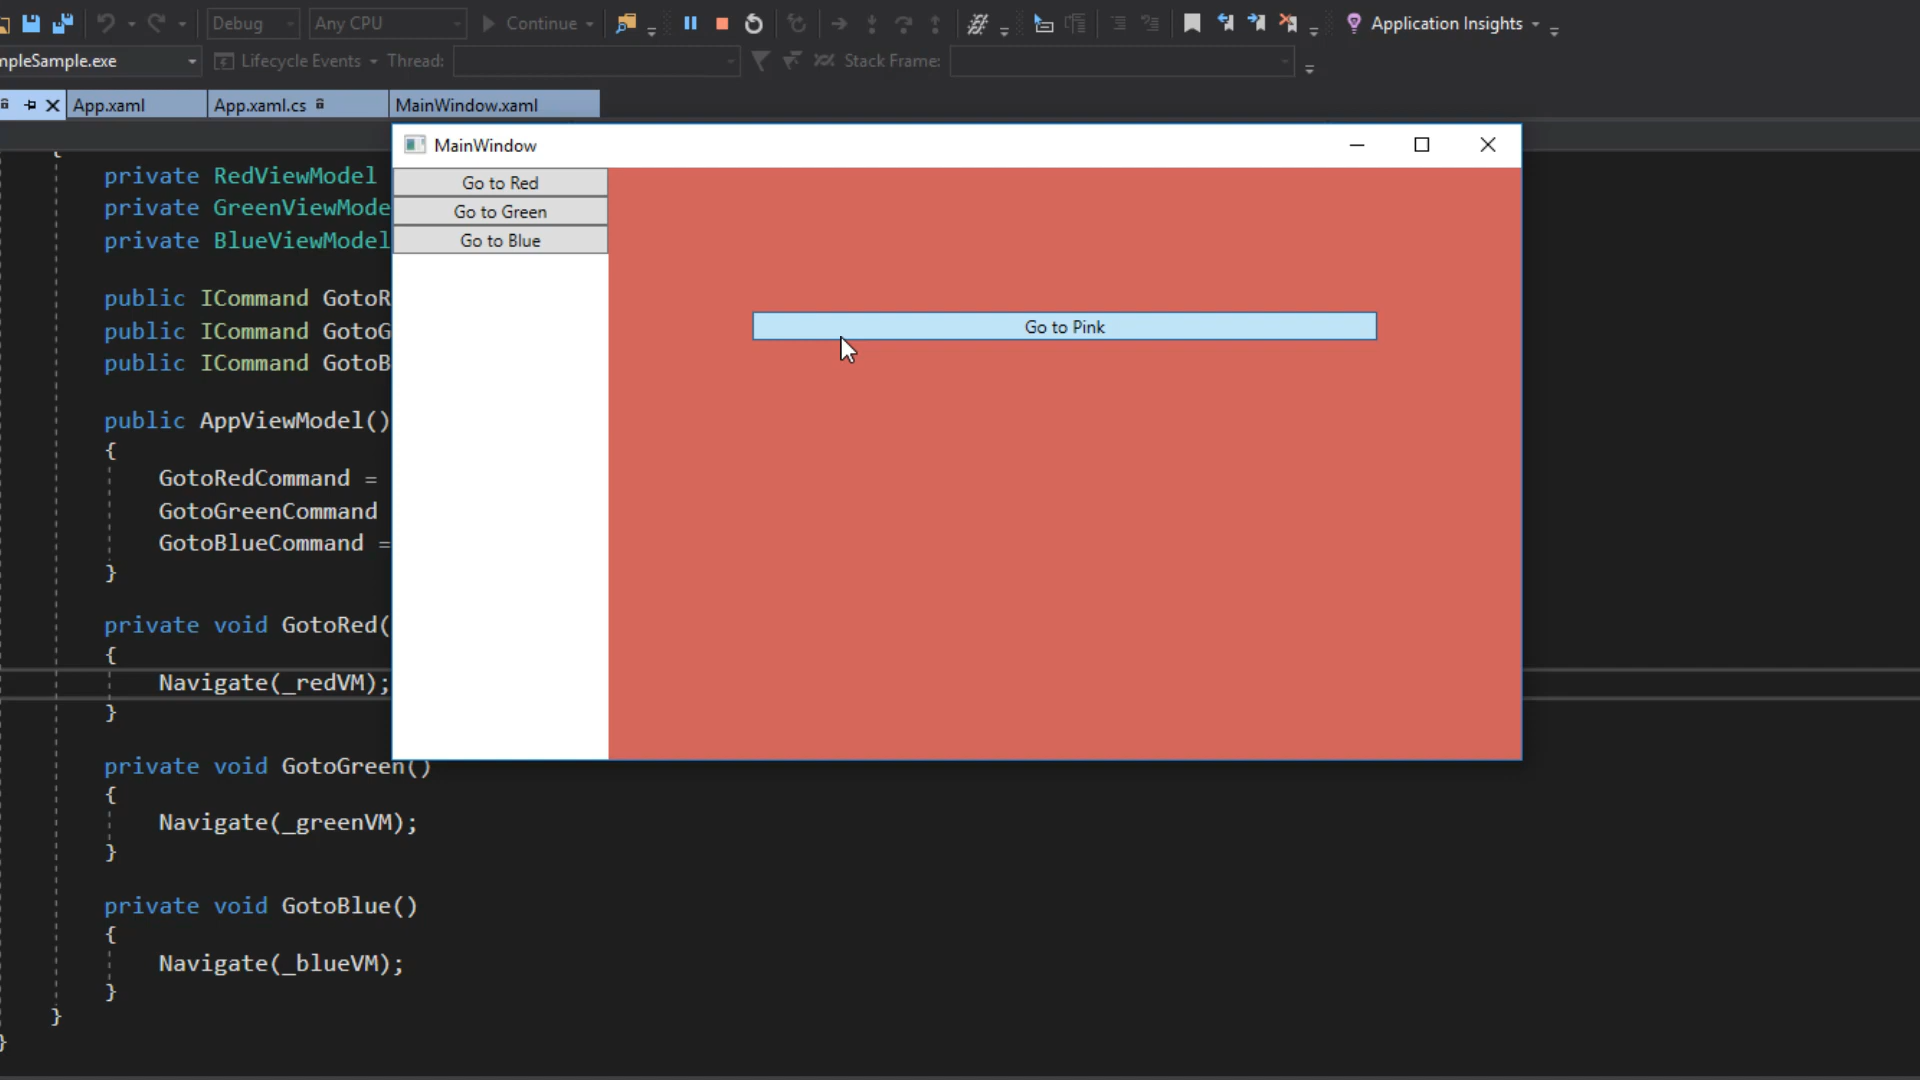 Debug Any CPU Continue Application Insights
mpleSample.exe Lifecycle Events Thread: Stack Frame:
App.xaml App.xaml.cs MainWindow.xaml
MainWindow
Go to Red
Go to Green
Go to Blue
Go to Pink
private RedViewModel
private GreenViewMode
private BlueViewModel
public ICommand GotoR
public ICommand GotoG
public ICommand GotoB
public AppViewModel()
{
GotoRedCommand =
GotoGreenCommand
GotoBlueCommand =
}
private void GotoRed(
{
Navigate(_redVM);
}
private void GotoGreen()
{
Navigate(_greenVM);
}
private void GotoBlue()
{
Navigate(_blueVM);
}
}
}